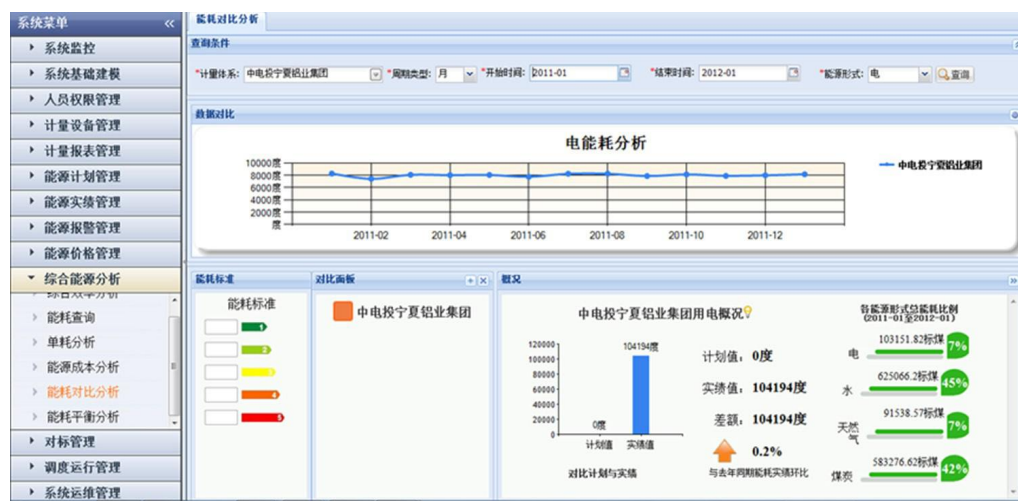 系统菜单
系统监控
系统基础建模
人员权限管理
计量设备管理
计量报表管理
能源计划管理
能源实绩管理
能源报警管理
能源价格管理
综合能源分析
综合效率分析
能耗查询
单耗分析
能源成本分析
能耗对比分析
能耗平衡分析
对标管理
调度运行管理
系统运维管理
能耗对比分析
查询条件
*计量体系: 中电投宁夏铝业集团 *周期类型: 月 *开始时间: 2011-01 *结束时间: 2012-01 *能源形式: 电 查询
数据对比
电能耗分析
中电投宁夏铝业集团
10000度
8000度
6000度
4000度
2000度
度
2011-02 2011-04 2011-06 2011-08 2011-10 2011-12
能耗标准
能耗标准
1
2
3
4
5
对比面板
中电投宁夏铝业集团
概况
中电投宁夏铝业集团用电概况
120000
100000
80000
60000
40000
20000
0
104194度
0度
计划值 实绩值
对比计划与实绩
计划值: 0度
实绩值: 104194度
差额: 104194度
0.2%
与去年同期能耗实绩环比
各能源形式总能耗比例
(2011-01至2012-01)
电 103151.82标煤 7%
水 625066.2标煤 45%
天然气 91538.57标煤 7%
煤炭 583276.62标煤 42%